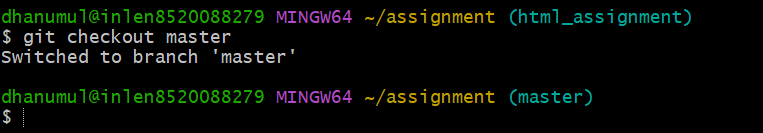 dhanumul@inlen8520088279 MINGW64 ~/assignment (html_assignment)
$ git checkout master
Switched to branch 'master'
dhanumul@inlen8520088279 MINGW64 ~/assignment (master)
$